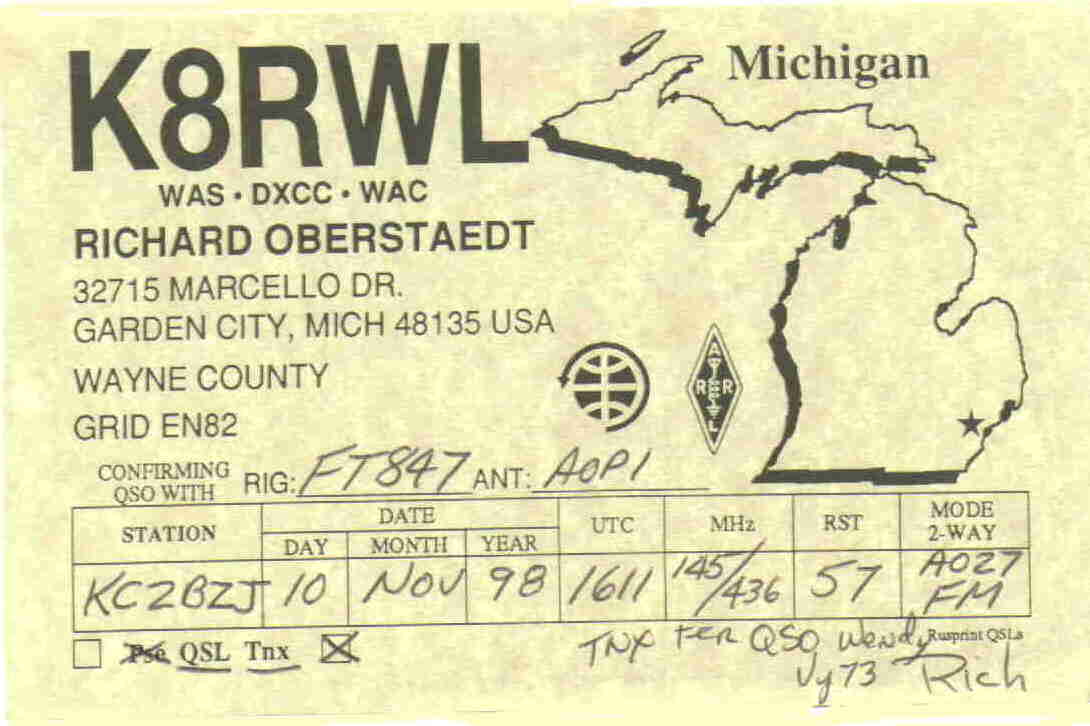 K8RWL
Michigan
WAS • DXCC • WAC
RICHARD OBERSTAEDT
32715 MARCELLO DR.
GARDEN CITY, MICH 48135 USA
WAYNE COUNTY
GRID EN82
ARRL
CONFIRMING QSO WITH RIG: FT847 ANT: AOP1
STATION DATE UTC MHz RST MODE 2-WAY
DAY MONTH YEAR
KC2BZJ 10 NOV 98 1611 145/436 57 AO27 FM
Pse QSL Tnx
TNX FER QSO Wendy
Rusprint QSLs
Vy73 Rich